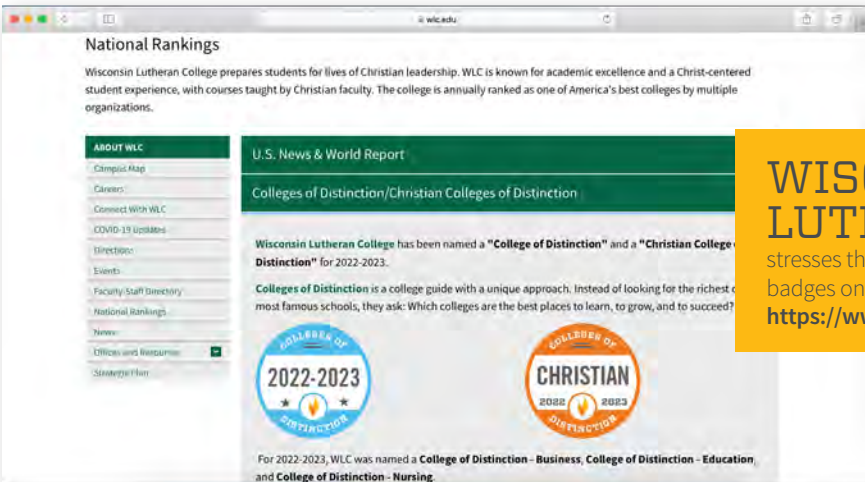 wlc.edu
National Rankings
Wisconsin Lutheran College prepares students for lives of Christian leadership. WLC is known for academic excellence and a Christ-centered
student experience, with courses taught by Christian faculty. The college is annually ranked as one of America's best colleges by multiple
organizations.
ABOUT WLC
Campus Map
Careers
Connect With WLC
COVID-19 Updates
Directions
Events
Faculty-Staff Directory
National Rankings
News
Offices and Resources
Strategic Plan
U.S. News & World Report
Colleges of Distinction/Christian Colleges of Distinction
Wisconsin Lutheran College has been named a "College of Distinction" and a "Christian College
Distinction" for 2022-2023.
Colleges of Distinction is a college guide with a unique approach. Instead of looking for the richest
most famous schools, they ask: Which colleges are the best places to learn, to grow, and to succeed?
COLLEGES OF
2022-2023
DISTINCTION
COLLEGES OF
CHRISTIAN
2022 2023
DISTINCTION
For 2022-2023, WLC was named a College of Distinction - Business, College of Distinction - Education,
and College of Distinction - Nursing.
stresses
badges on